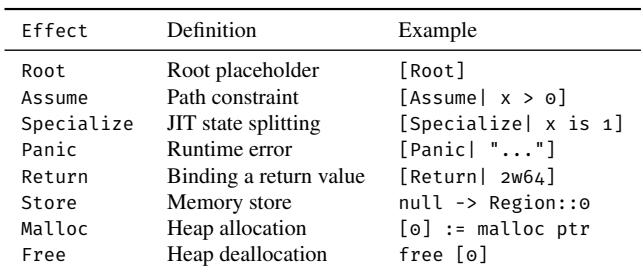 Effect Definition Example
Root Root placeholder [Root]
Assume Path constraint [Assume| x > 0]
Specialize JIT state splitting [Specialize| x is 1]
Panic Runtime error [Panic| "..."]
Return Binding a return value [Return| 2w64]
Store Memory store null -> Region::0
Malloc Heap allocation [0] := malloc ptr
Free Heap deallocation free [0]